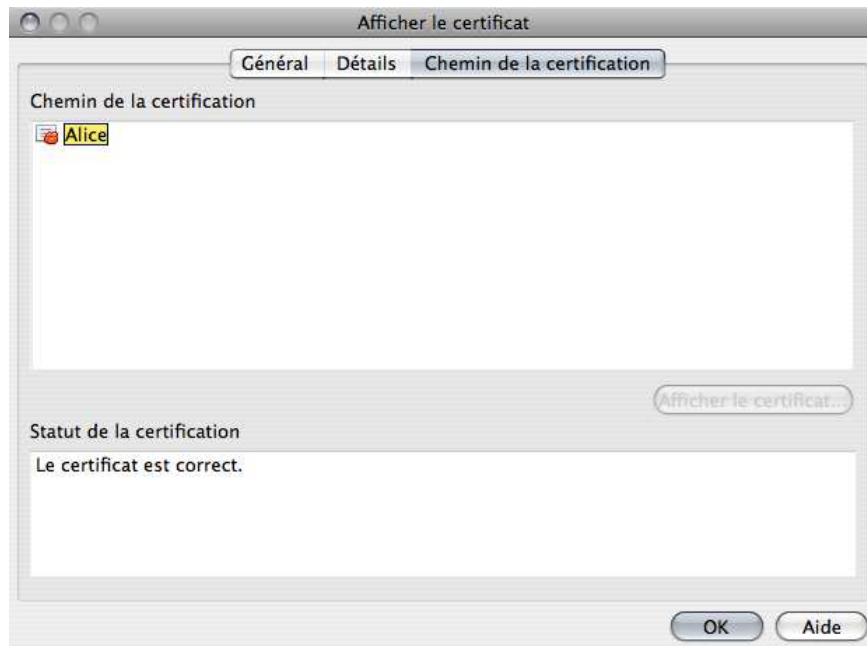 Afficher le certificat
Général Détails Chemin de la certification
Chemin de la certification
Alice
Afficher le certificat...
Statut de la certification
Le certificat est correct.
OK Aide